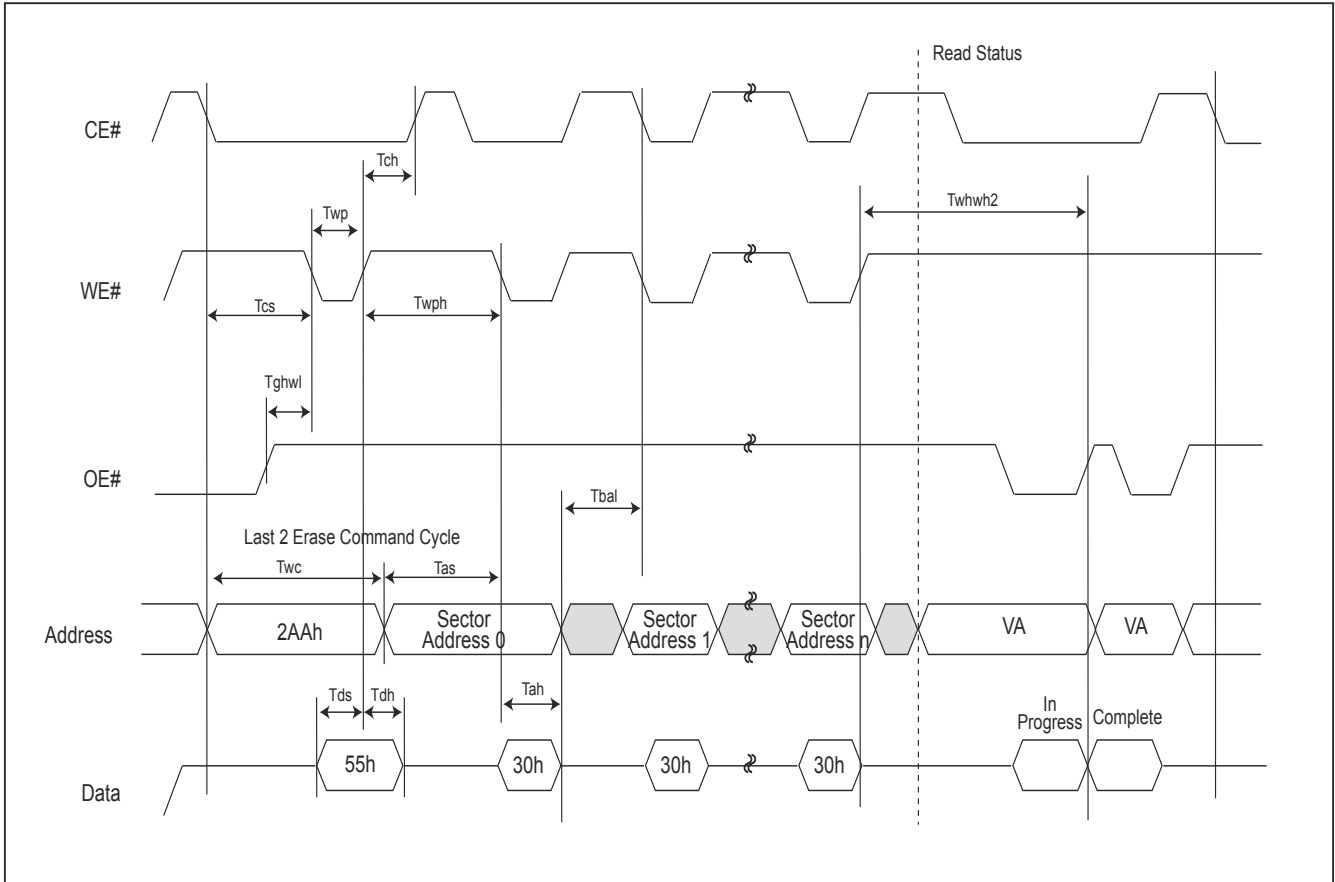 Read Status
CE#
Tch
Twhwh2
Twp
WE#
Tcs
Twph
Tghwl
OE#
Tbal
Last 2 Erase Command Cycle
Twc
Tas
Address
2AAh
Sector
Address 0
Sector
Address 1
Sector
Address n
VA
VA
Tds
Tdh
Tah
In
Progress
Complete
Data
55h
30h
30h
30h